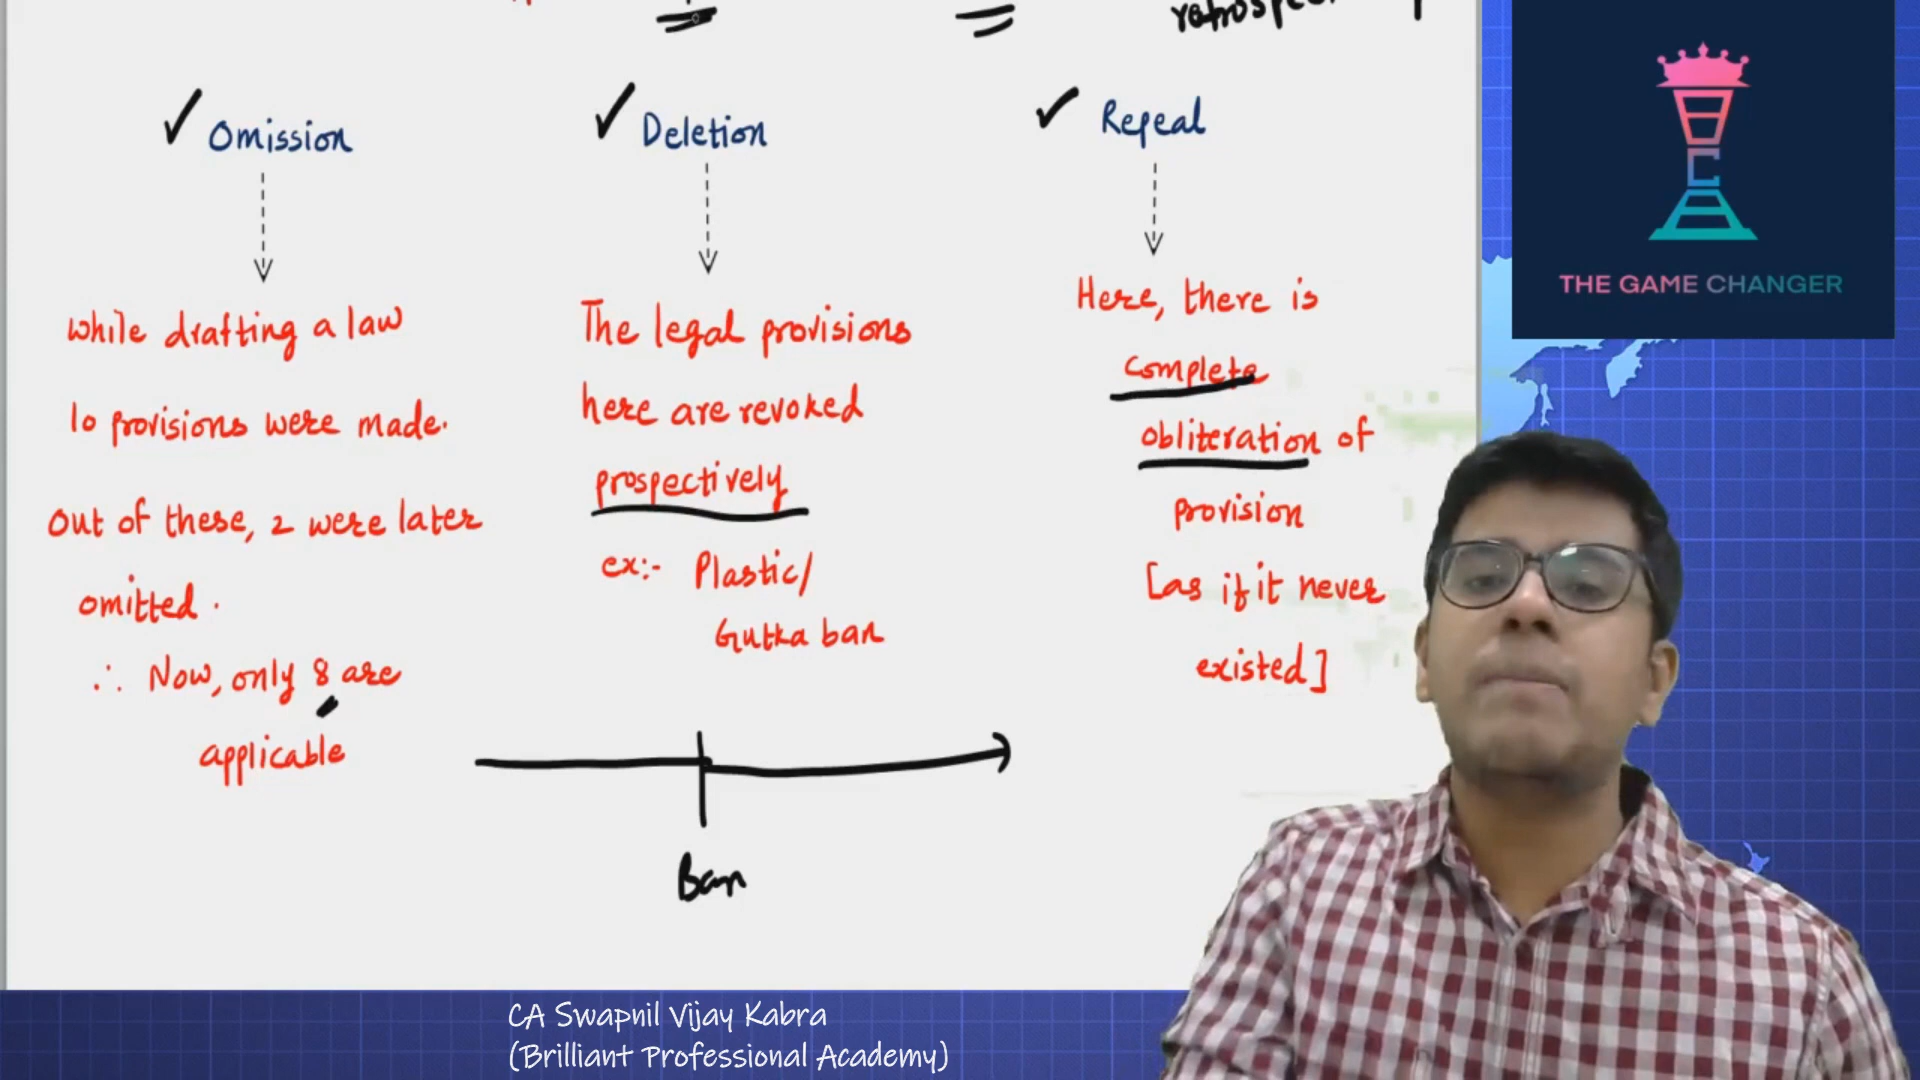 Omission
Deletion
Repeal
while drafting a law
10 provisions were made.
out of these, 2 were later
omitted.
∴ Now, only 8 are
applicable
The legal provisions
here are revoked
prospectively
ex:- Plastic/
Gutka ban
Here, there is
complete
obliteration of
provision
[as if it never
existed]
Ban
THE GAME CHANGER
CA Swapnil Vijay Kabra
(Brilliant Professional Academy)